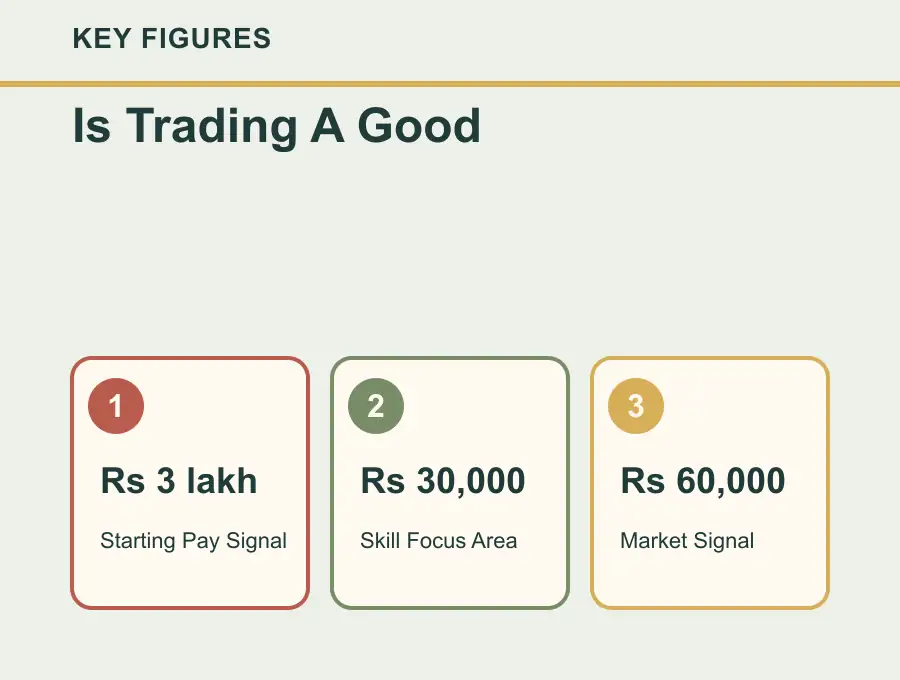 KEY FIGURES
Is Trading A Good
1
Rs 3 lakh
Starting Pay Signal
2
Rs 30,000
Skill Focus Area
3
Rs 60,000
Market Signal